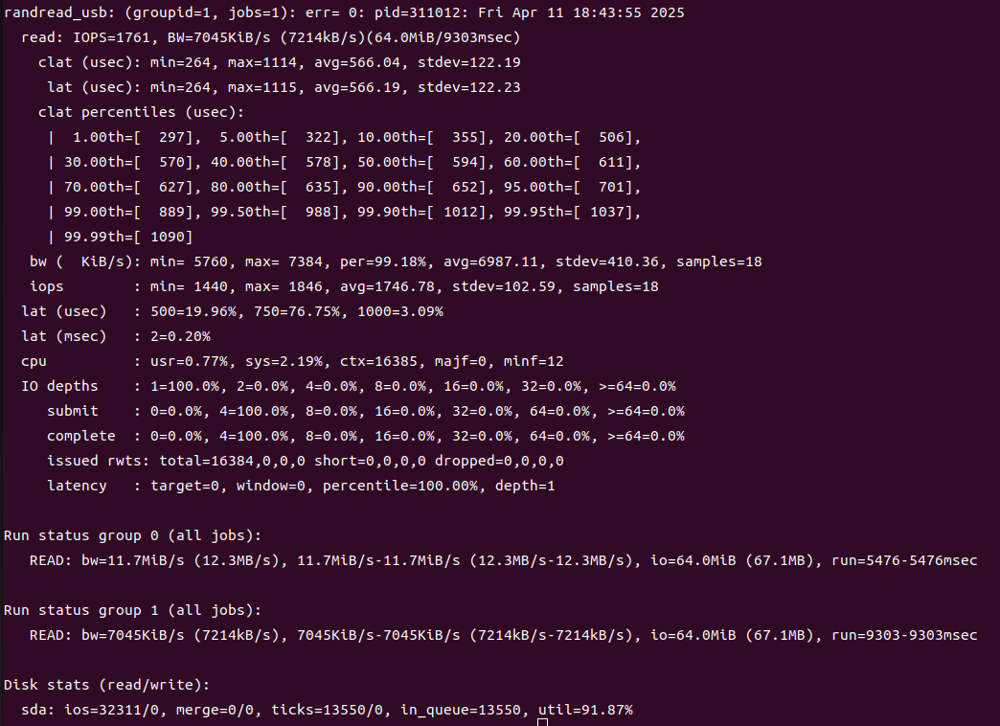 randread_usb: (groupid=1, jobs=1): err= 0: pid=311012: Fri Apr 11 18:43:55 2025
  read: IOPS=1761, BW=7045KiB/s (7214kB/s)(64.0MiB/9303msec)
    clat (usec): min=264, max=1114, avg=566.04, stdev=122.19
     lat (usec): min=264, max=1115, avg=566.19, stdev=122.23
    clat percentiles (usec):
     |  1.00th=[  297],  5.00th=[  322], 10.00th=[  355], 20.00th=[  506],
     | 30.00th=[  570], 40.00th=[  578], 50.00th=[  594], 60.00th=[  611],
     | 70.00th=[  627], 80.00th=[  635], 90.00th=[  652], 95.00th=[  701],
     | 99.00th=[  889], 99.50th=[  988], 99.90th=[ 1012], 99.95th=[ 1037],
     | 99.99th=[ 1090]
   bw (  KiB/s): min= 5760, max= 7384, per=99.18%, avg=6987.11, stdev=410.36, samples=18
   iops        : min= 1440, max= 1846, avg=1746.78, stdev=102.59, samples=18
  lat (usec)   : 500=19.96%, 750=76.75%, 1000=3.09%
  lat (msec)   : 2=0.20%
  cpu          : usr=0.77%, sys=2.19%, ctx=16385, majf=0, minf=12
  IO depths    : 1=100.0%, 2=0.0%, 4=0.0%, 8=0.0%, 16=0.0%, 32=0.0%, >=64=0.0%
     submit    : 0=0.0%, 4=100.0%, 8=0.0%, 16=0.0%, 32=0.0%, 64=0.0%, >=64=0.0%
     complete  : 0=0.0%, 4=100.0%, 8=0.0%, 16=0.0%, 32=0.0%, 64=0.0%, >=64=0.0%
     issued rwts: total=16384,0,0,0 short=0,0,0,0 dropped=0,0,0,0
     latency   : target=0, window=0, percentile=100.00%, depth=1

Run status group 0 (all jobs):
   READ: bw=11.7MiB/s (12.3MB/s), 11.7MiB/s-11.7MiB/s (12.3MB/s-12.3MB/s), io=64.0MiB (67.1MB), run=5476-5476msec

Run status group 1 (all jobs):
   READ: bw=7045KiB/s (7214kB/s), 7045KiB/s-7045KiB/s (7214kB/s-7214kB/s), io=64.0MiB (67.1MB), run=9303-9303msec

Disk stats (read/write):
  sda: ios=32311/0, merge=0/0, ticks=13550/0, in_queue=13550, util=91.87%